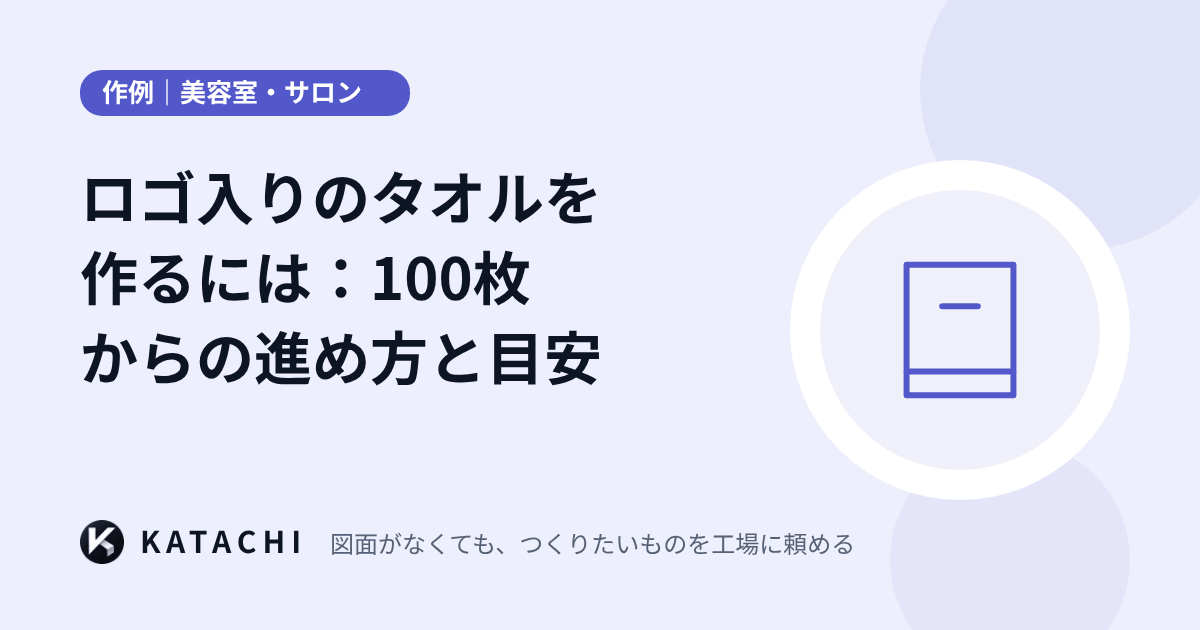 作例｜美容室・サロン
ロゴ入りのタオルを
作るには：100枚
からの進め方と目安
KATACHI 図面がなくても、つくりたいものを工場に頼める